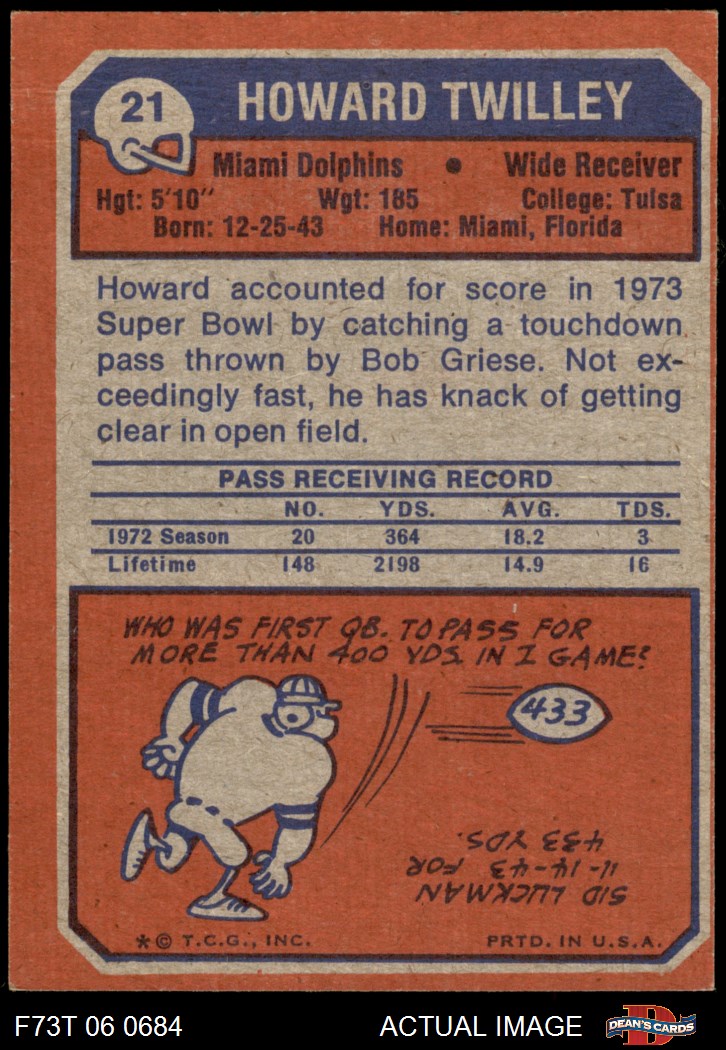 21 HOWARD TWILLEY
Miami Dolphins • Wide Receiver
Hgt: 5'10" Wgt: 185 College: Tulsa
Born: 12-25-43 Home: Miami, Florida
Howard accounted for score in 1973
Super Bowl by catching a touchdown
pass thrown by Bob Griese. Not ex-
ceedingly fast, he has knack of getting
clear in open field.
PASS RECEIVING RECORD
NO. YDS. AVG. TDS.
1972 Season 20 364 18.2 3
Lifetime 148 2198 14.9 16
WHO WAS FIRST QB. TO PASS FOR
MORE THAN 400 YDS. IN 1 GAME?
433
SID LUCKMAN
11-14-43 FOR
433 YDS.
*© T.C.G., INC. PRTD. IN U.S.A.
F73T 06 0684 ACTUAL IMAGE D DEAN'S CARDS